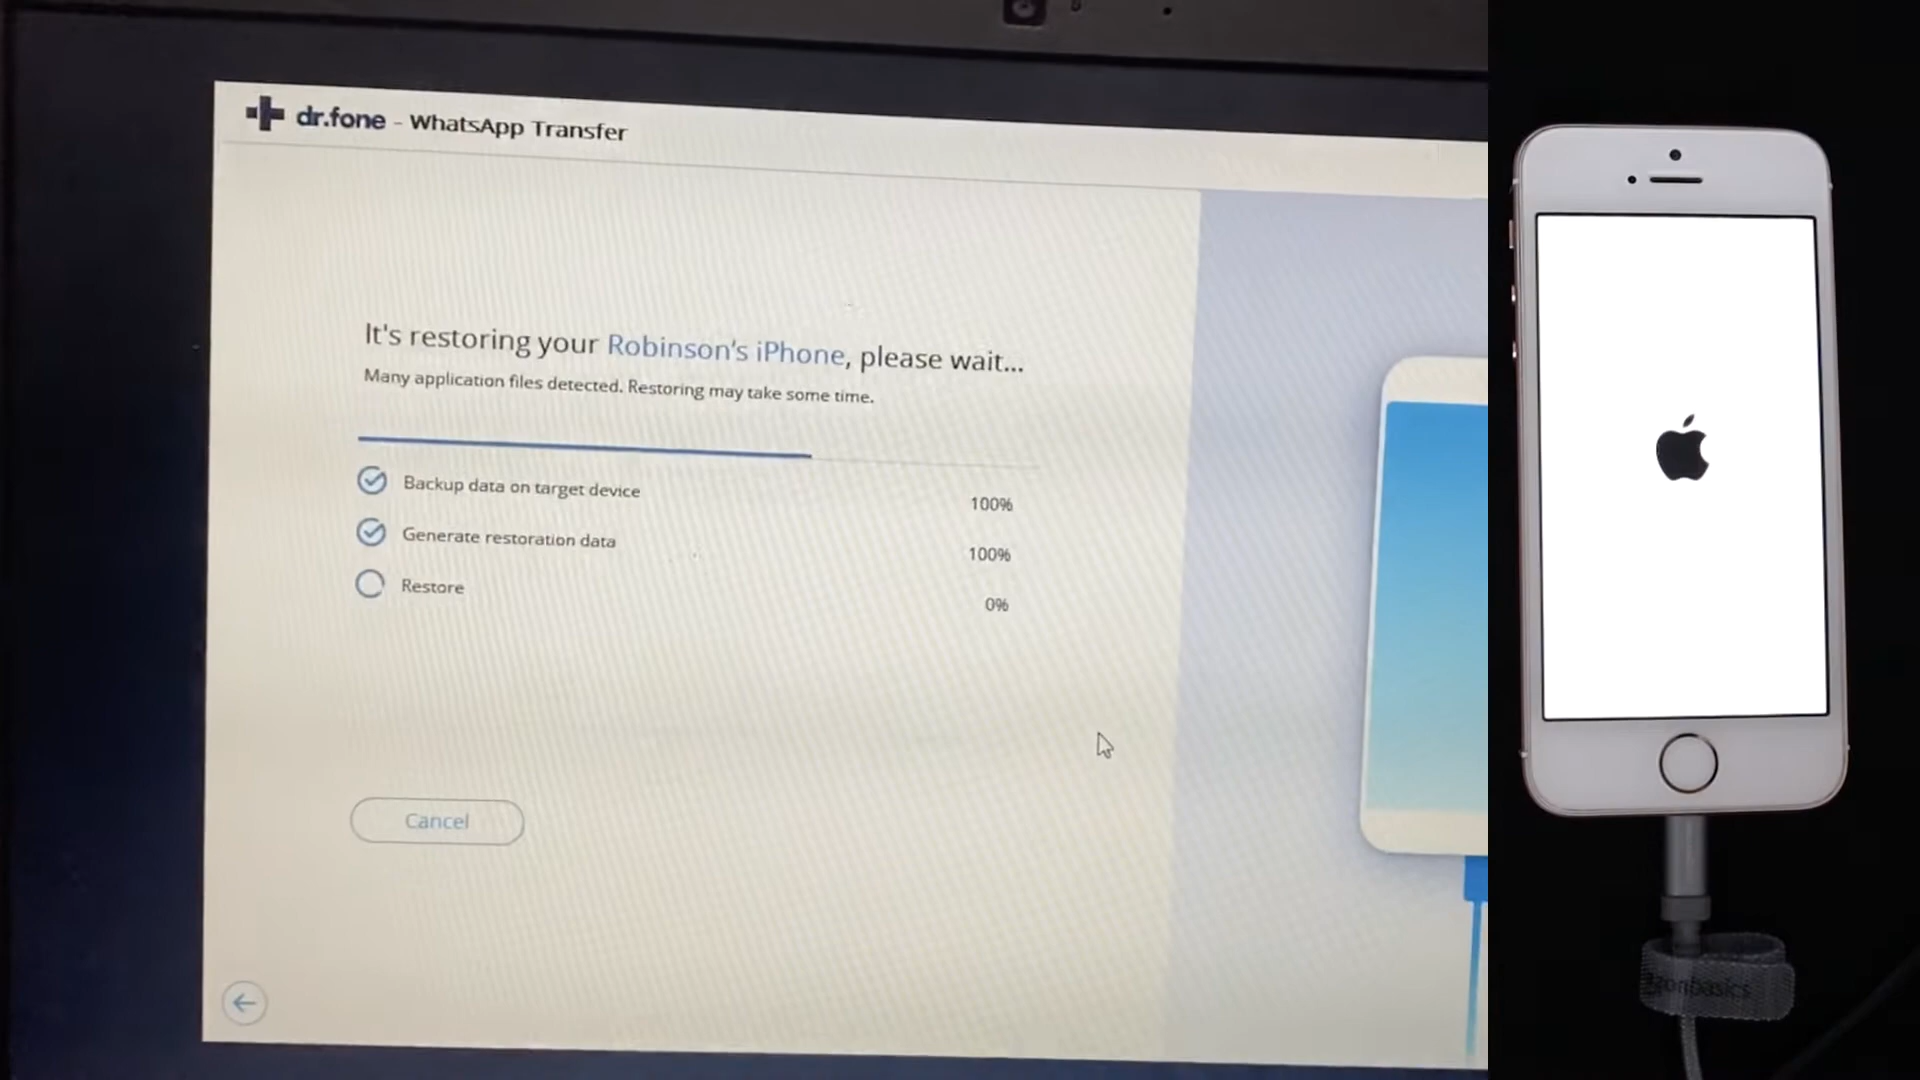 dr.fone - WhatsApp Transfer
It's restoring your Robinson's iPhone, please wait...
Many application files detected. Restoring may take some time.
Backup data on target device 100%
Generate restoration data 100%
Restore 0%
Cancel